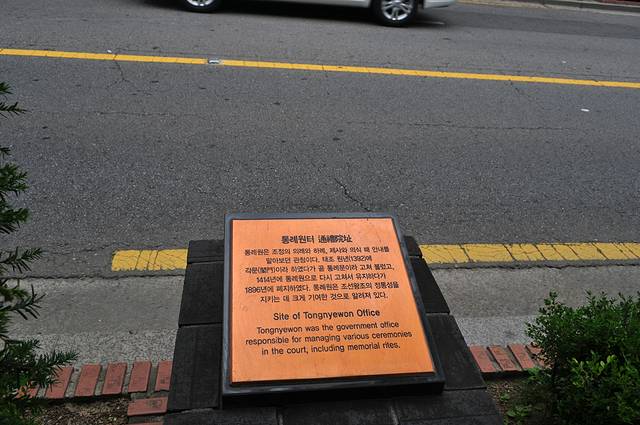 통례원터 通禮院址
통례원은 조정의 의례와 하례, 제사와 의식 때 안내를
맡아보던 관청이다. 태조 원년(1392)에
각문(閣門)이라 하였다가 곧 통례문이라 고쳐 불렀고,
1414년에 통례원으로 다시 고쳐서 유지하다가
1896년에 폐지하였다. 통례원은 조선왕조의 정통성을
지키는 데 크게 기여한 것으로 알려져 있다.
Site of Tongnyewon Office
Tongnyewon was the government office
responsible for managing various ceremonies
in the court, including memorial rites.